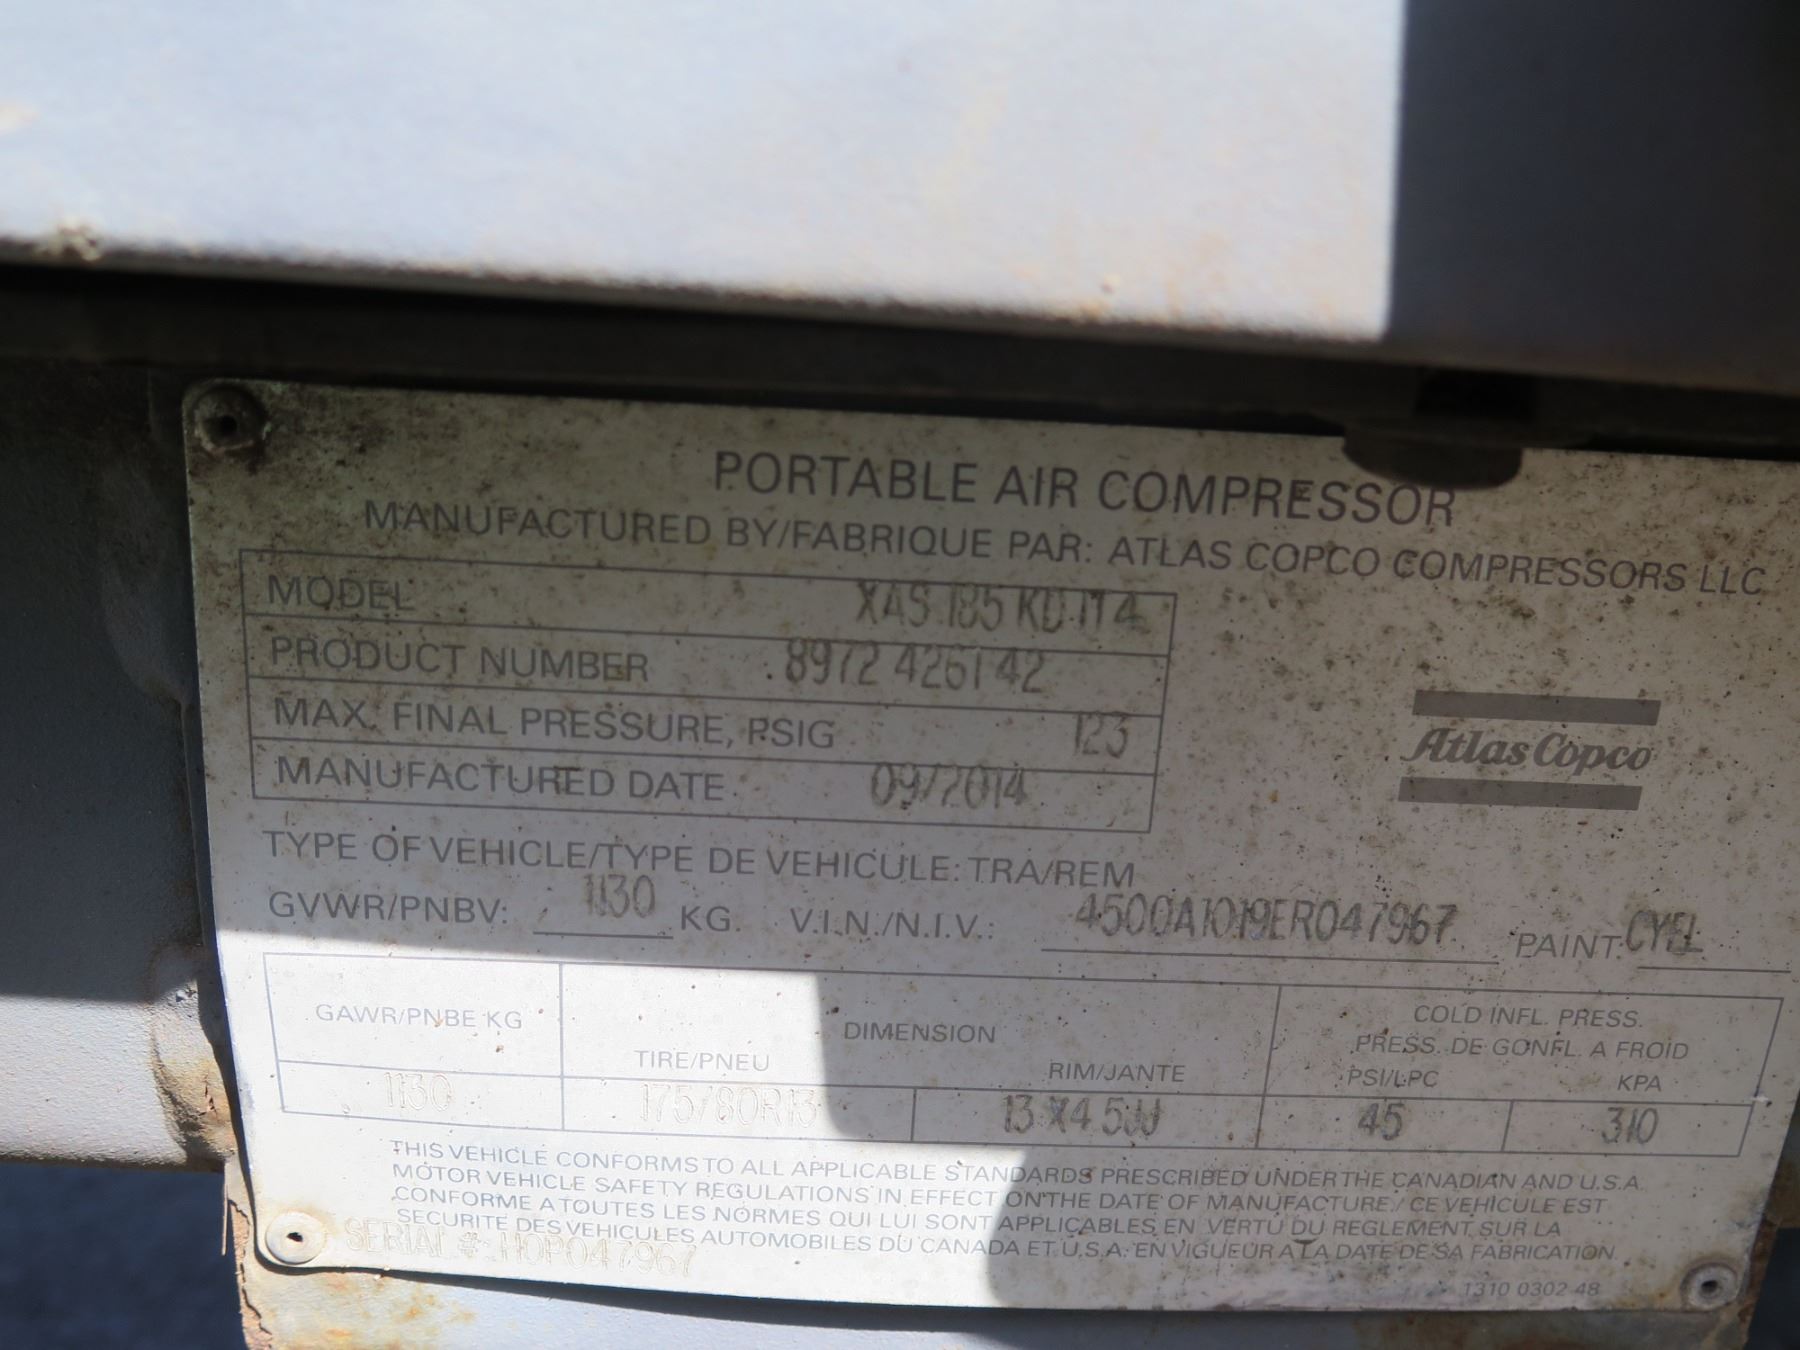 PORTABLE AIR COMPRESSOR
MANUFACTURED BY/FABRIQUE PAR: ATLAS COPCO COMPRESSORS LLC
MODEL XAS 185 KD IT4
PRODUCT NUMBER 8972 4261 42
MAX. FINAL PRESSURE, PSIG 123
MANUFACTURED DATE 09/2014
Atlas Copco
TYPE OF VEHICLE/TYPE DE VEHICULE: TRA/REM
GVWR/PNBV: 1130 KG. V.I.N./N.I.V.: 4500A1019ER047967 PAINT: CYEL
GAWR/PNBE KG DIMENSION COLD INFL. PRESS.
PRESS. DE GONFL. A FROID
TIRE/PNEU RIM/JANTE PSI/LPC KPA
1130 175/80R13 13 X4.5JJ 45 310
THIS VEHICLE CONFORMS TO ALL APPLICABLE STANDARDS PRESCRIBED UNDER THE CANADIAN AND U.S.A.
MOTOR VEHICLE SAFETY REGULATIONS IN EFFECT ON THE DATE OF MANUFACTURE / CE VEHICULE EST
CONFORME A TOUTES LES NORMES QUI LUI SONT APPLICABLES EN VERTU DU REGLEMENT SUR LA
SECURITE DES VEHICULES AUTOMOBILES DU CANADA ET U.S.A. EN VIGUEUR A LA DATE DE SA FABRICATION.
SERIAL #: HOP047967
1310 0302 48